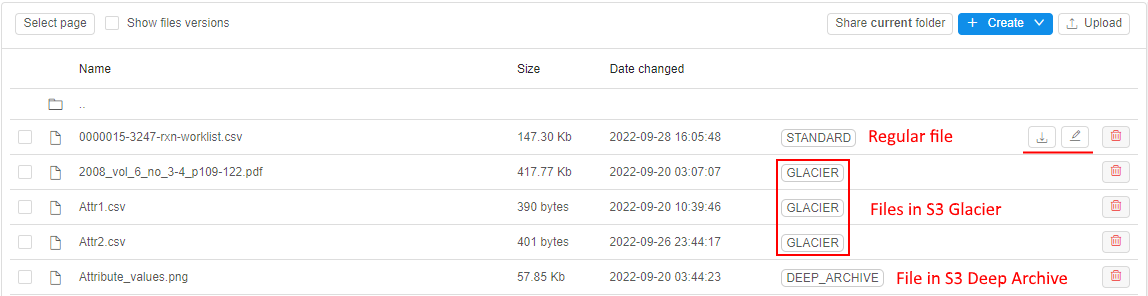 Select page Show files versions Share current folder + Create Upload
Name Size Date changed
..
0000015-3247-rxn-worklist.csv 147.30 Kb 2022-09-28 16:05:48 STANDARD Regular file
2008_vol_6_no_3-4_p109-122.pdf 417.77 Kb 2022-09-20 03:07:07 GLACIER
Attr1.csv 390 bytes 2022-09-20 10:39:46 GLACIER Files in S3 Glacier
Attr2.csv 401 bytes 2022-09-26 23:44:17 GLACIER
Attribute_values.png 57.85 Kb 2022-09-20 03:44:23 DEEP_ARCHIVE File in S3 Deep Archive